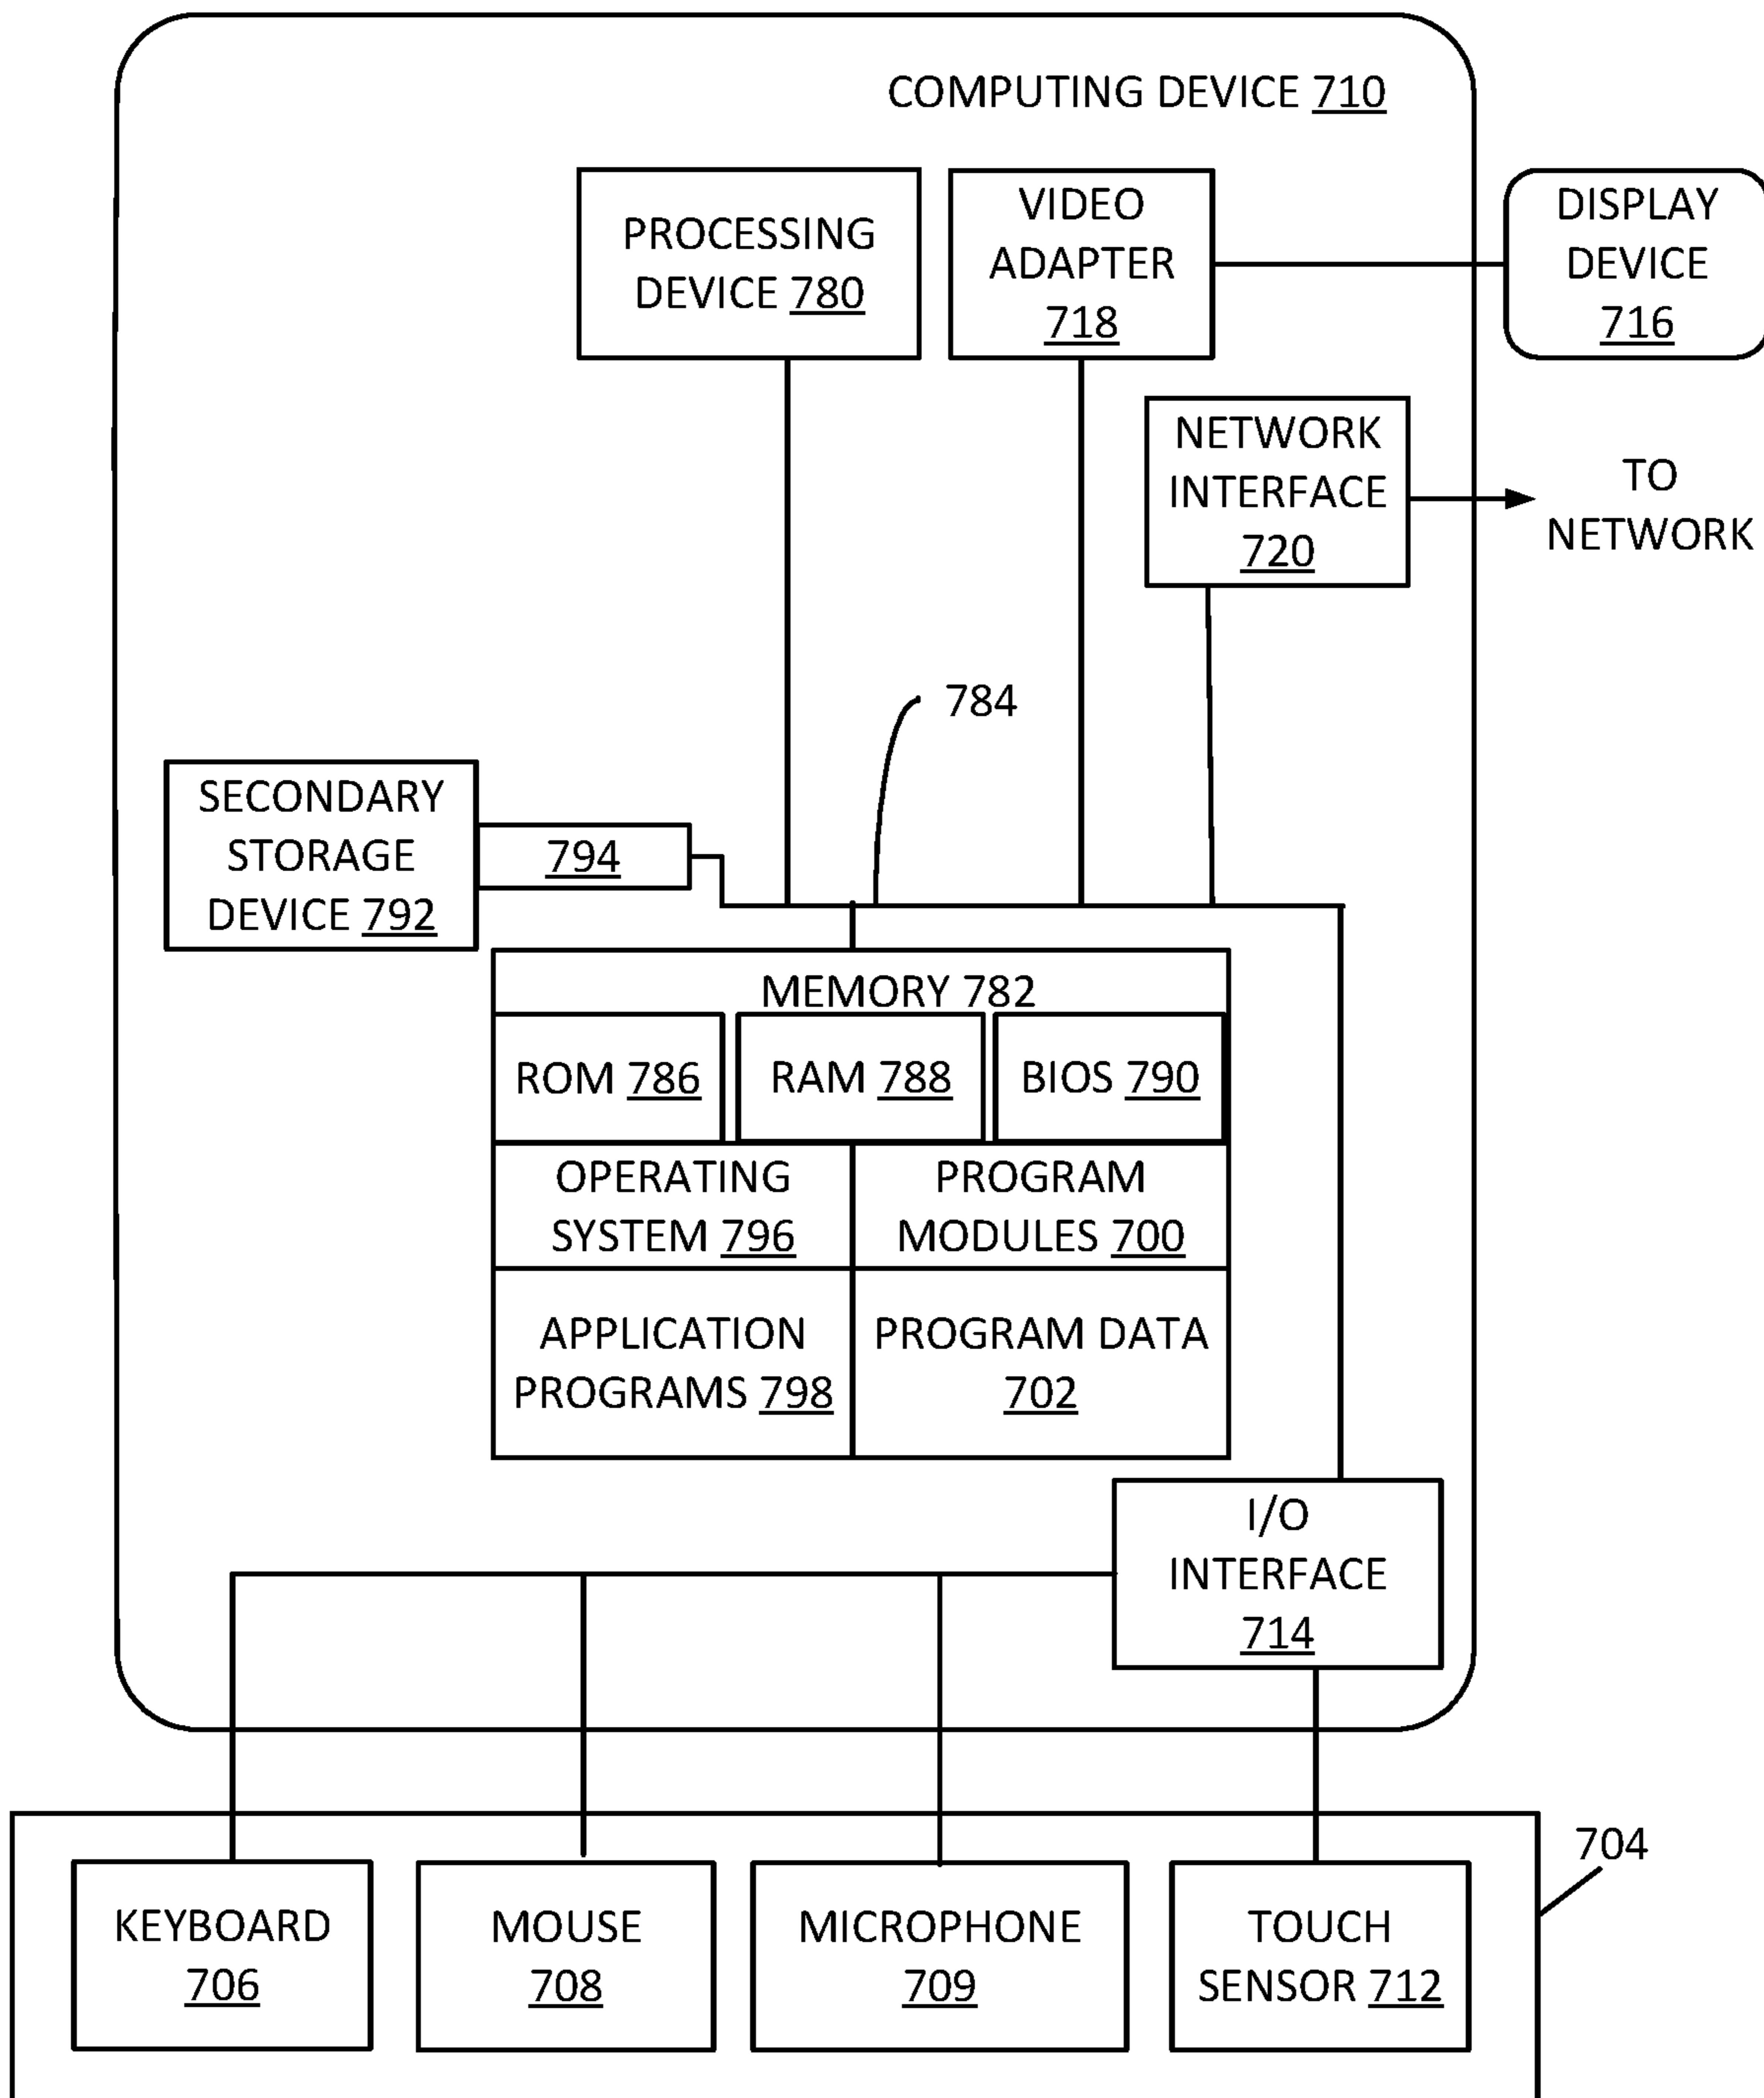 COMPUTING DEVICE 710
PROCESSING
DEVICE 780
VIDEO
ADAPTER
718
DISPLAY
DEVICE
716
NETWORK
INTERFACE
720
TO
NETWORK
784
SECONDARY
STORAGE
DEVICE 792
794
MEMORY 782
ROM 786
RAM 788
BIOS 790
OPERATING
SYSTEM 796
PROGRAM
MODULES 700
APPLICATION
PROGRAMS 798
PROGRAM DATA
702
I/O
INTERFACE
714
704
KEYBOARD
706
MOUSE
708
MICROPHONE
709
TOUCH
SENSOR 712